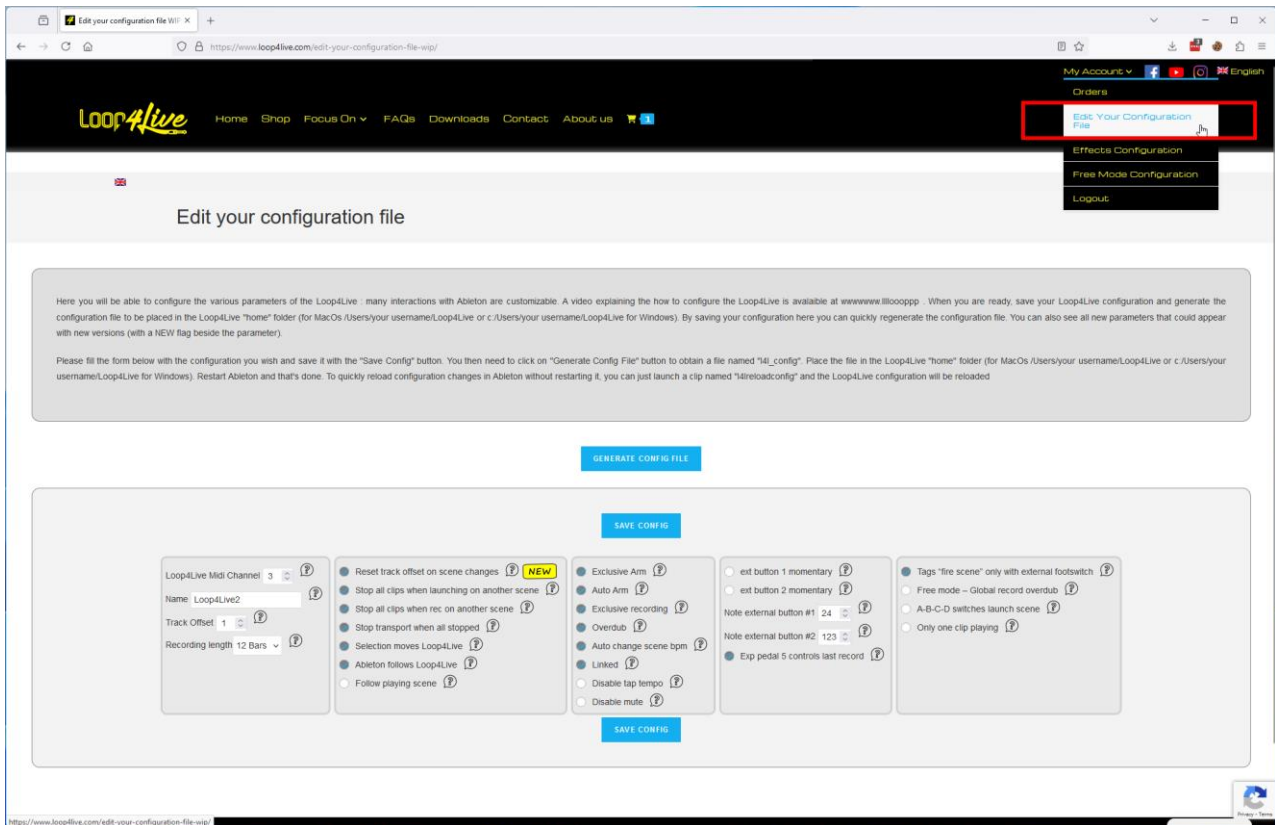 Edit your configuration file WIP
https://www.loop4live.com/edit-your-configuration-file-wip/
My Account
English
Orders
Edit Your Configuration
File
Effects Configuration
Free Mode Configuration
Logout
Loop4Live
Home Shop Focus On FAQs Downloads Contact About us 1
Edit your configuration file
Here you will be able to configure the various parameters of the Loop4Live : many interactions with Ableton are customizable. A video explaining the how to configure the Loop4Live is avaiable at wwwwwww.lllloooppp . When you are ready, save your Loop4Live configuration and generate the
configuration file to be placed in the Loop4Live "home" folder (for MacOs /Users/your username/Loop4Live or c:/Users/your username/Loop4Live for Windows). By saving your configuration here you can quickly regenerate the configuration file. You can also see all new parameters that could appear
with new versions (with a NEW flag beside the parameter).
Please fill the form below with the configuration you wish and save it with the "Save Config" button. You then need to click on "Generate Config File" button to obtain a file named "l4l_config". Place the file in the Loop4Live "home" folder (for MacOs /Users/your username/Loop4Live or c:/Users/your
username/Loop4Live for Windows). Restart Ableton and that's done. To quickly reload configuration changes in Ableton without restarting it, you can just launch a clip named "l4lreloadconfig" and the Loop4Live configuration will be reloaded
GENERATE CONFIG FILE
SAVE CONFIG
Loop4Live Midi Channel 3
Name Loop4Live2
Track Offset 1
Recording length 12 Bars
Reset track offset on scene changes NEW
Stop all clips when launching on another scene
Stop all clips when rec on another scene
Stop transport when all stopped
Selection moves Loop4Live
Ableton follows Loop4Live
Follow playing scene
Exclusive Arm
Auto Arm
Exclusive recording
Overdub
Auto change scene bpm
Linked
Disable tap tempo
Disable mute
ext button 1 momentary
ext button 2 momentary
Note external button #1 24
Note external button #2 123
Exp pedal 5 controls last record
Tags "fire scene" only with external footswitch
Free mode – Global record overdub
A-B-C-D switches launch scene
Only one clip playing
SAVE CONFIG
Privacy - Terms
https://www.loop4live.com/edit-your-configuration-file-wip/